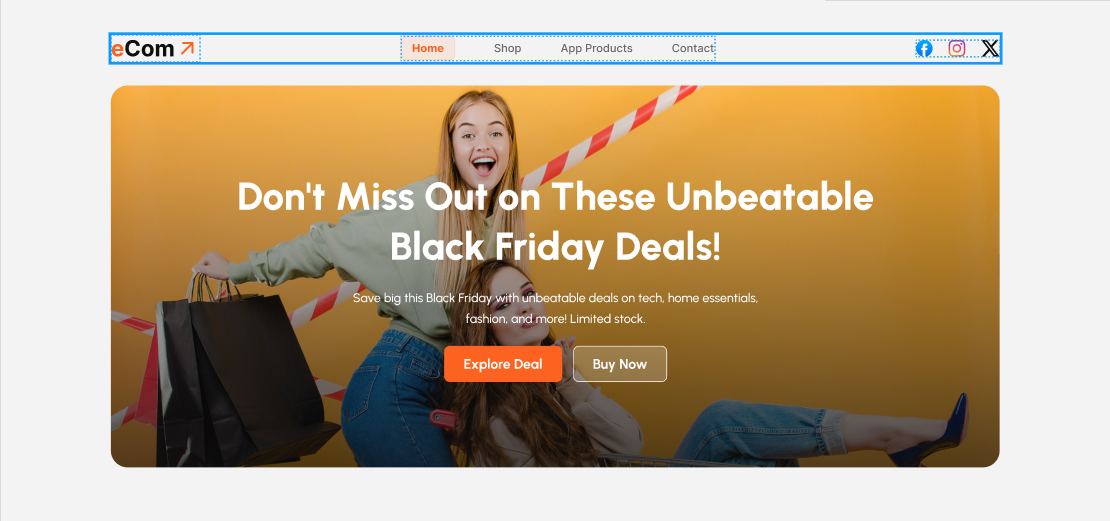 eCom
Home Shop App Products Contact
Don't Miss Out on These Unbeatable
Black Friday Deals!
Save big this Black Friday with unbeatable deals on tech, home essentials,
fashion, and more! Limited stock.
Explore Deal Buy Now